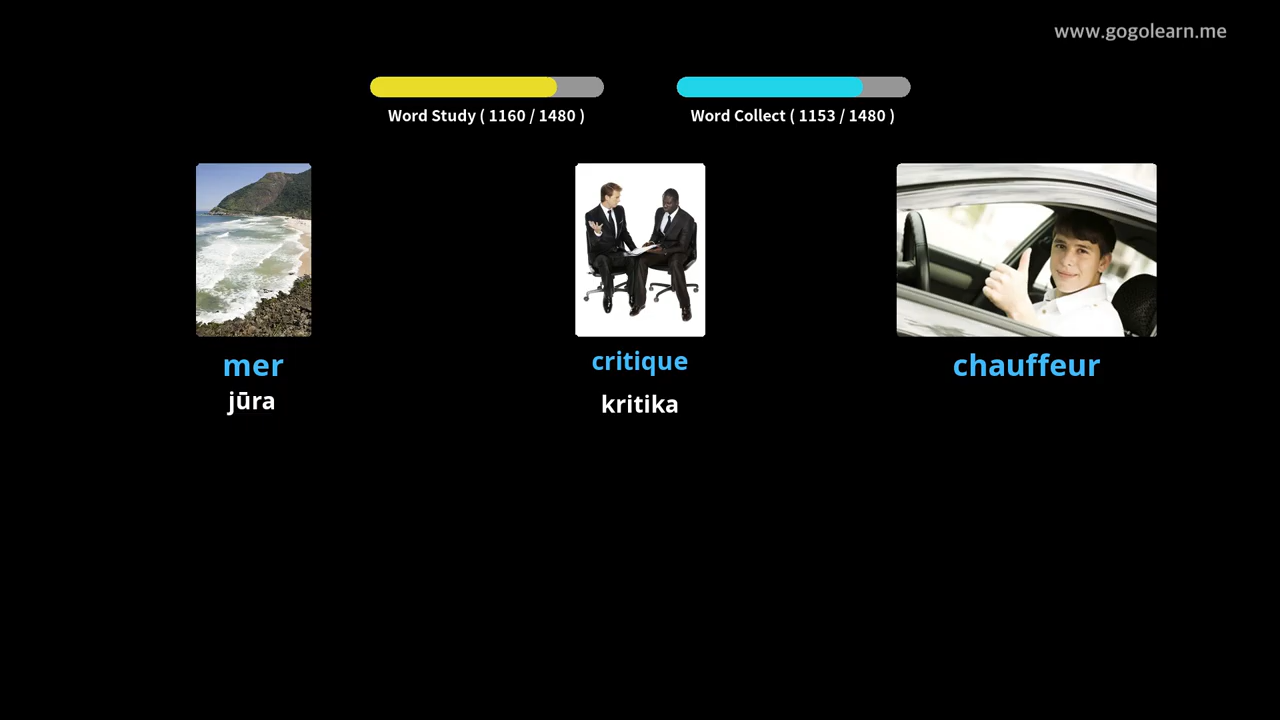 www.gogolearn.me
Word Study ( 1160 / 1480 )
Word Collect ( 1153 / 1480 )
mer
jūra
critique
kritika
chauffeur